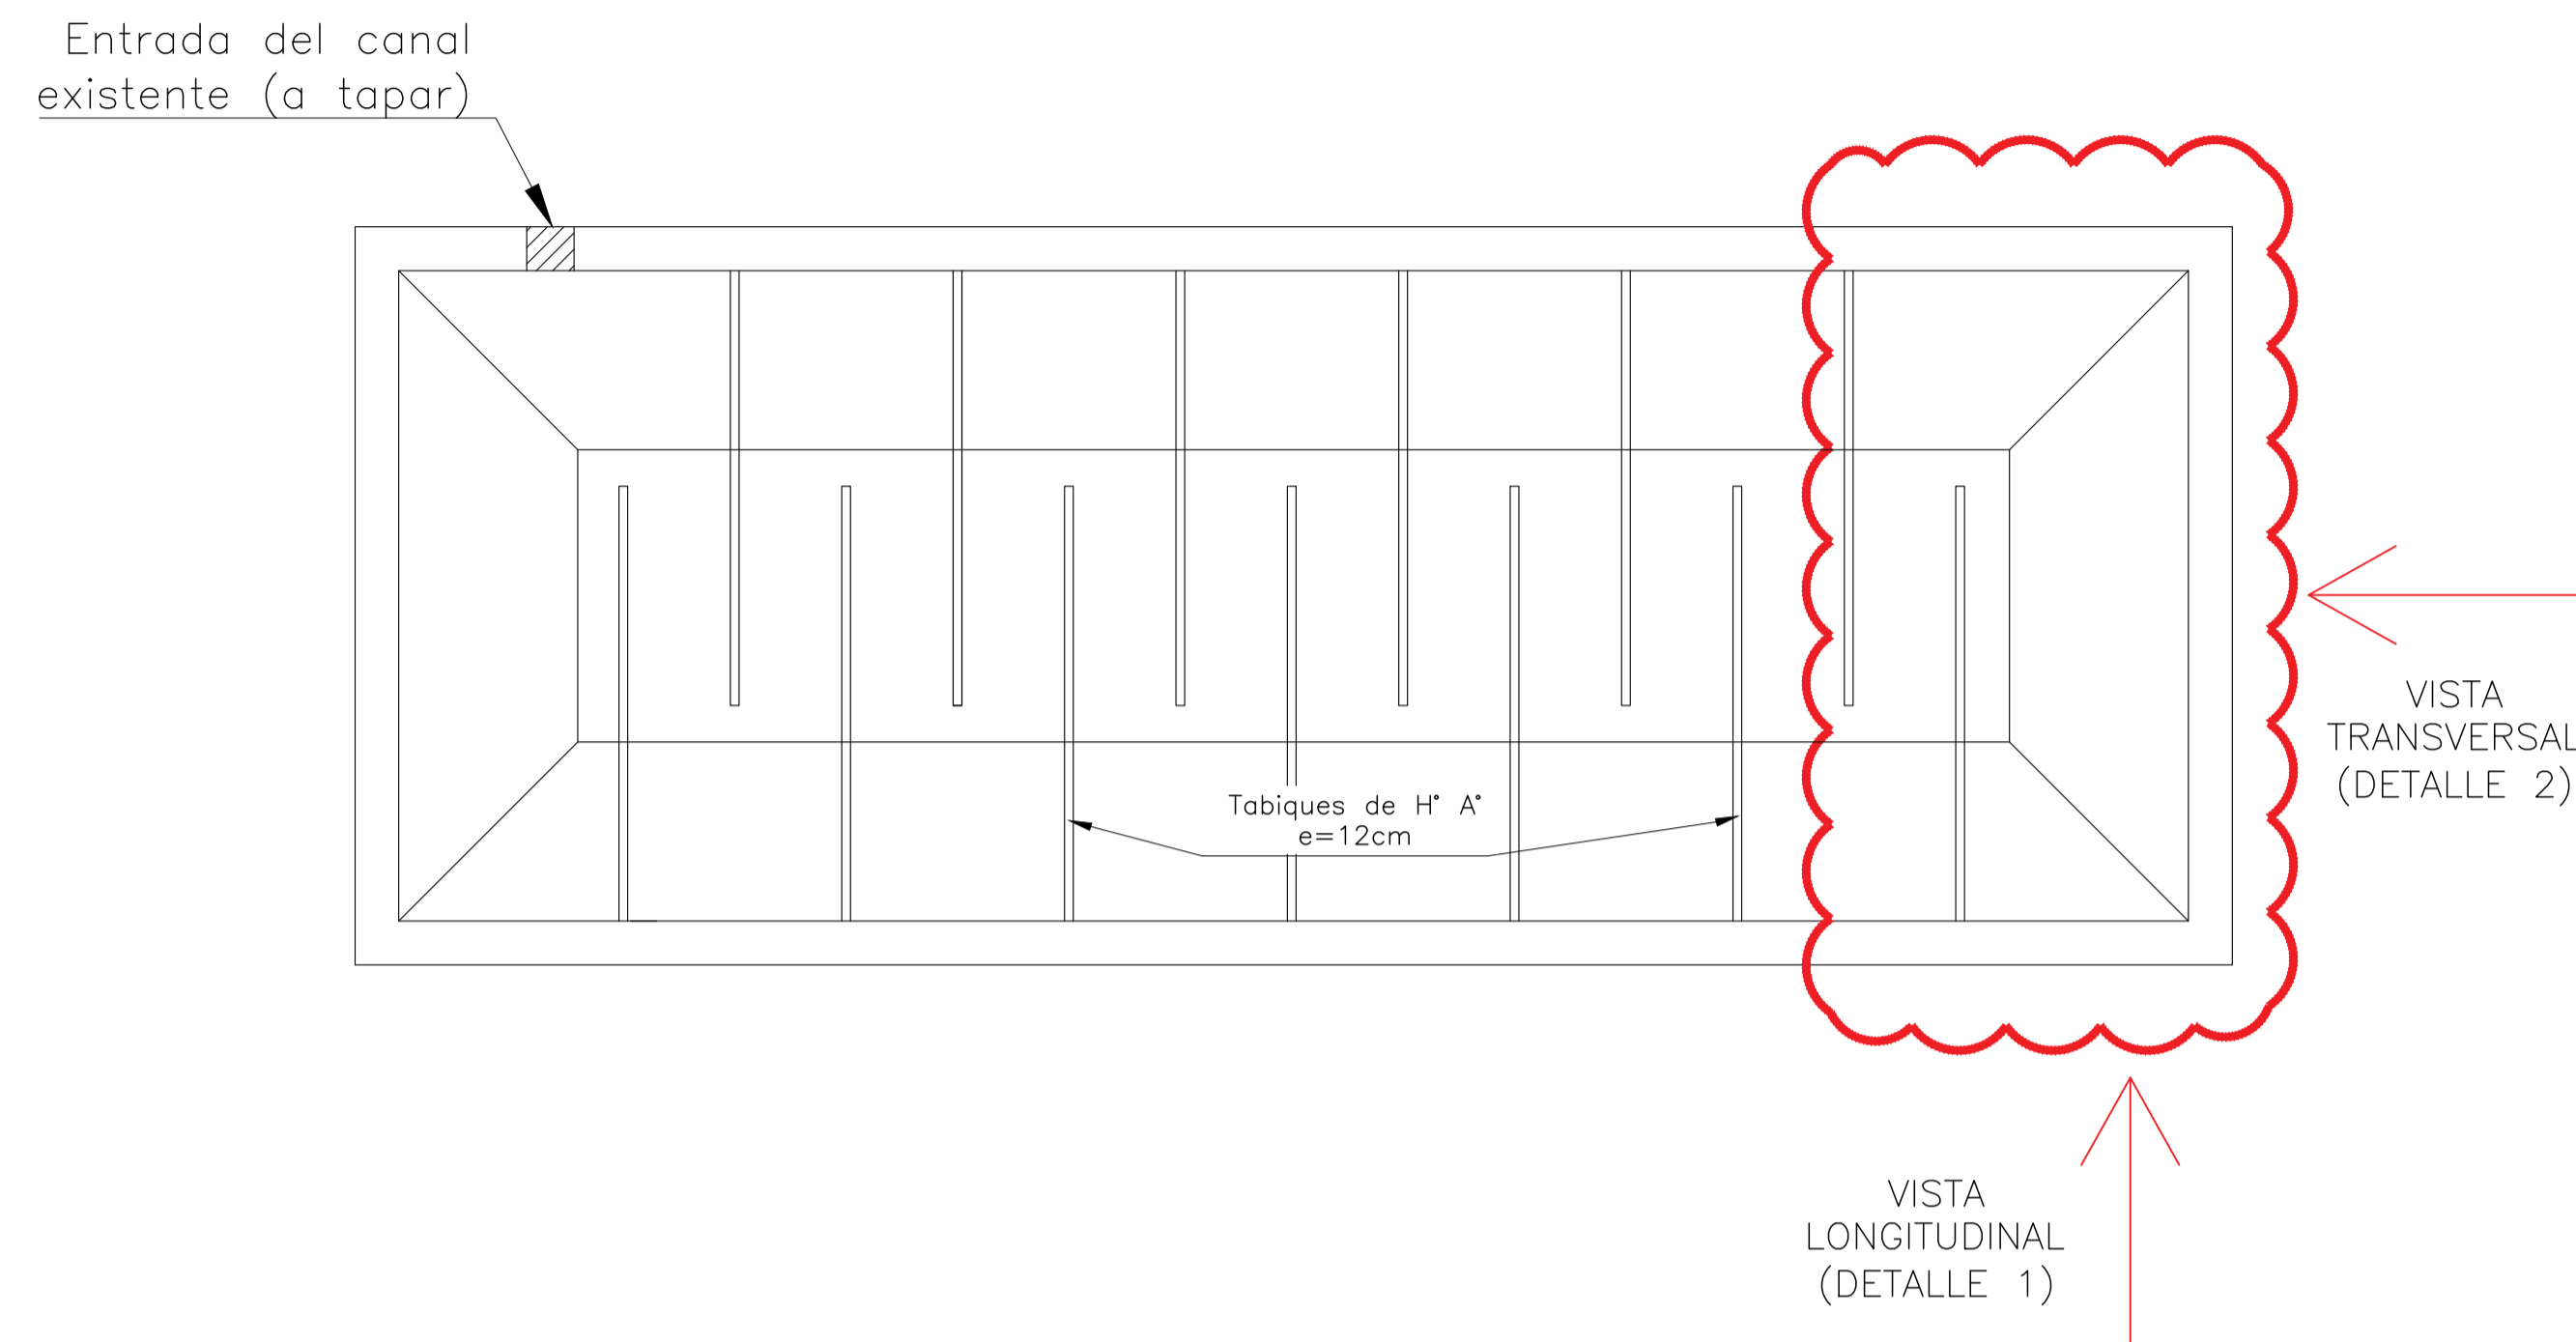 Entrada del canal
existente (a tapar)
VISTA
TRANSVERSAL
(DETALLE 2)
Tabiques de H° A°
e=12cm
VISTA
LONGITUDINAL
(DETALLE 1)